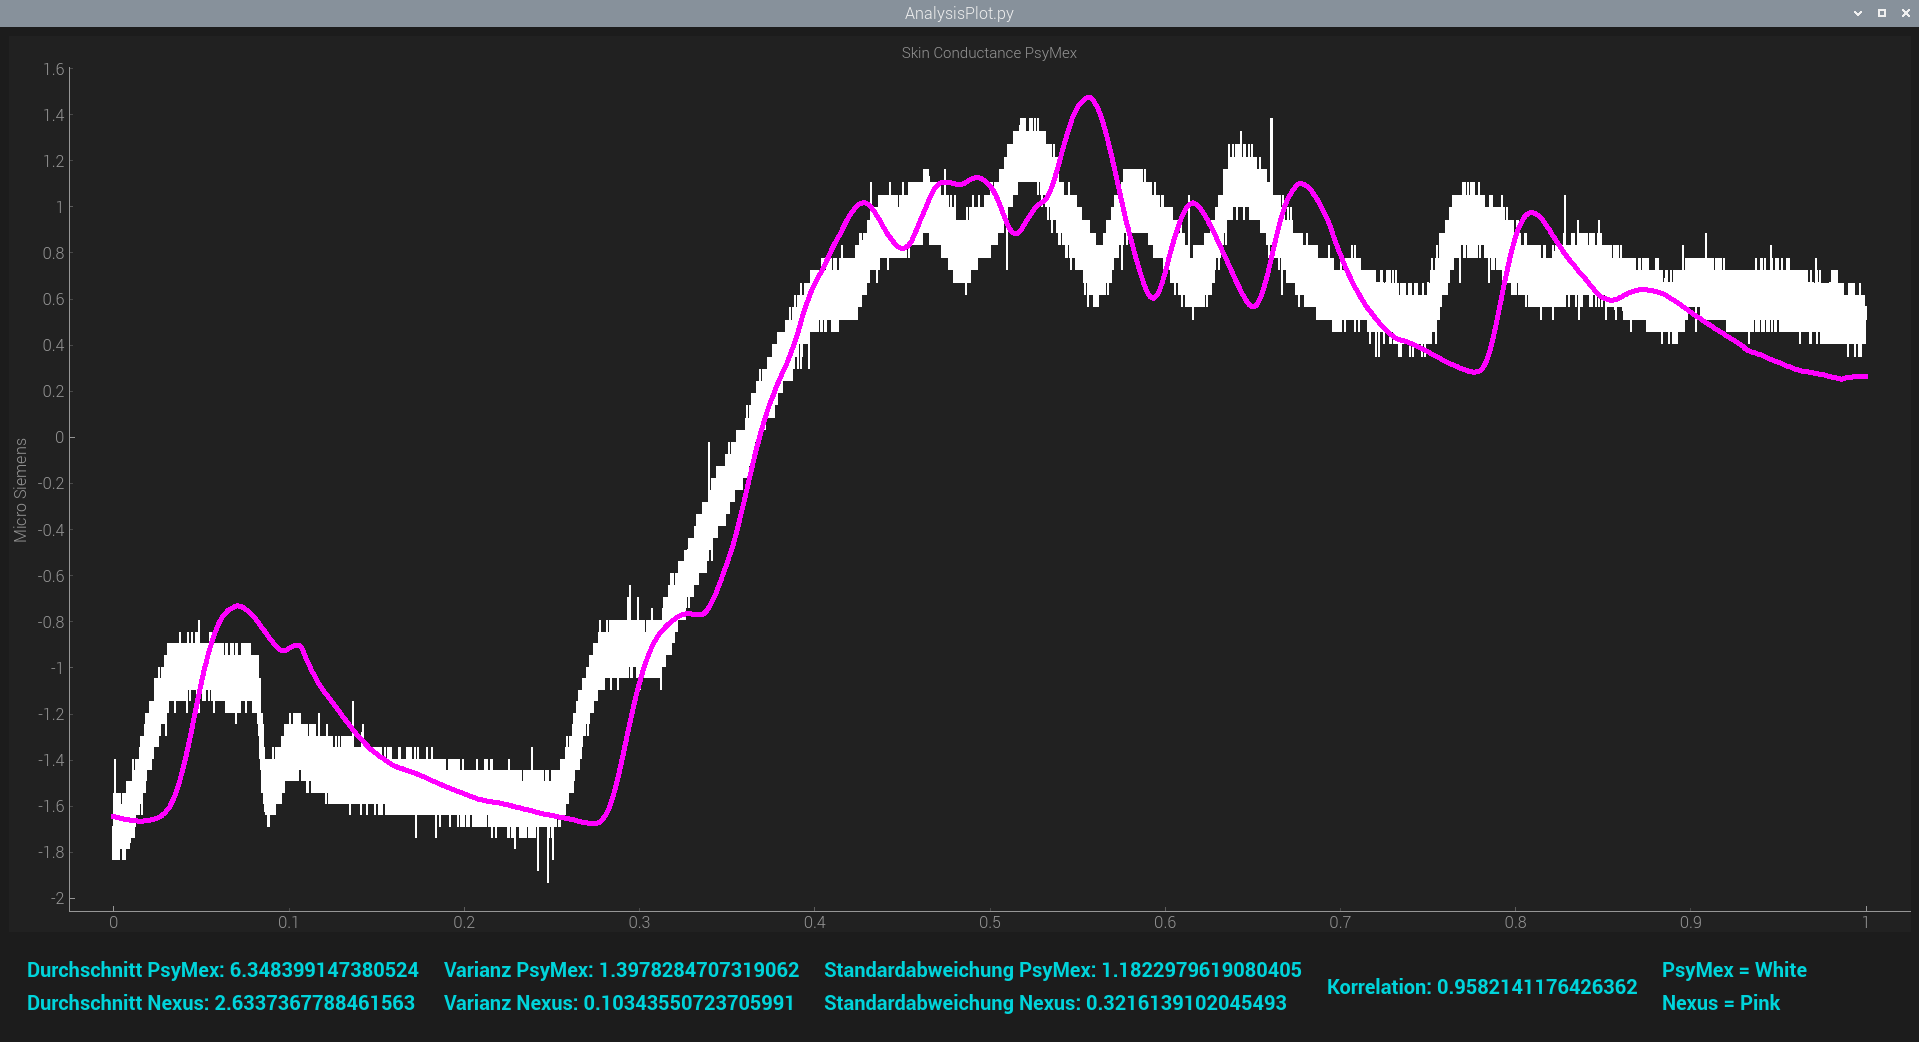 AnalysisPlot.py
Skin Conductance PsyMex
1.6
1.4
1.2
1
0.8
0.6
0.4
0.2
0
-0.2
-0.4
-0.6
-0.8
-1
-1.2
-1.4
-1.6
-1.8
-2
Micro Siemens
0 0.1 0.2 0.3 0.4 0.5 0.6 0.7 0.8 0.9 1
Durchschnitt PsyMex: 6.348399147380524 Varianz PsyMex: 1.3978284707319062 Standardabweichung PsyMex: 1.1822979619080405 PsyMex = White
Korrelation: 0.9582141176426362
Durchschnitt Nexus: 2.6337367788461563 Varianz Nexus: 0.10343550723705991 Standardabweichung Nexus: 0.3216139102045493 Nexus = Pink